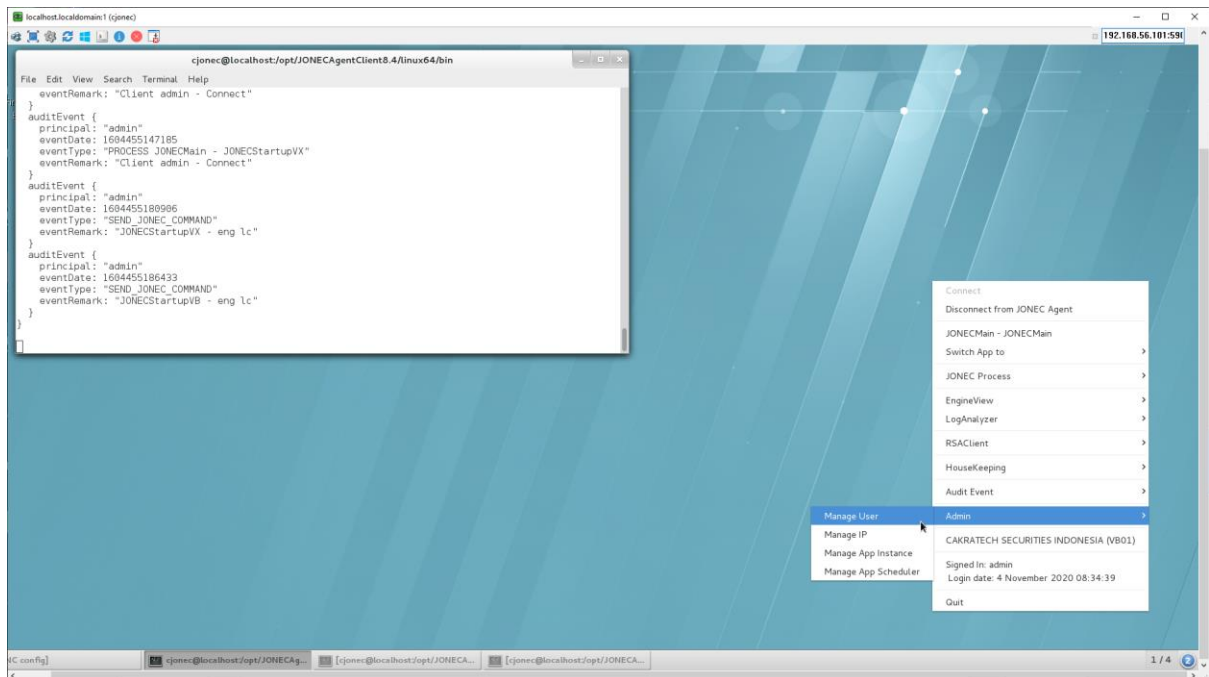 localhost.localdomain:1 (cjonec)
192.168.56.101:590
cjonec@localhost:/opt/JONECAgentClient8.4/linux64/bin
File Edit View Search Terminal Help
eventRemark: "Client admin - Connect"
}
auditEvent {
principal: "admin"
eventDate: 1604455147185
eventType: "PROCESS JONECMain - JONECStartupVX"
eventRemark: "Client admin - Connect"
}
auditEvent {
principal: "admin"
eventDate: 1604455180906
eventType: "SEND_JONEC_COMMAND"
eventRemark: "JONECStartupVX - eng lc"
}
auditEvent {
principal: "admin"
eventDate: 1604455186433
eventType: "SEND_JONEC_COMMAND"
eventRemark: "JONECStartupVB - eng lc"
}
}
Connect
Disconnect from JONEC Agent
JONECMain - JONECMain
Switch App to
JONEC Process
EngineView
LogAnalyzer
RSAClient
HouseKeeping
Audit Event
Admin
Manage User
Manage IP
Manage App Instance
Manage App Scheduler
CAKRATECH SECURITIES INDONESIA (VB01)
Signed In: admin
Login date: 4 November 2020 08:34:39
Quit
config]
cjonec@localhost:/opt/JONECAg...
[cjonec@localhost:/opt/JONECA...
[cjonec@localhost:/opt/JONECA...
1 / 4
2